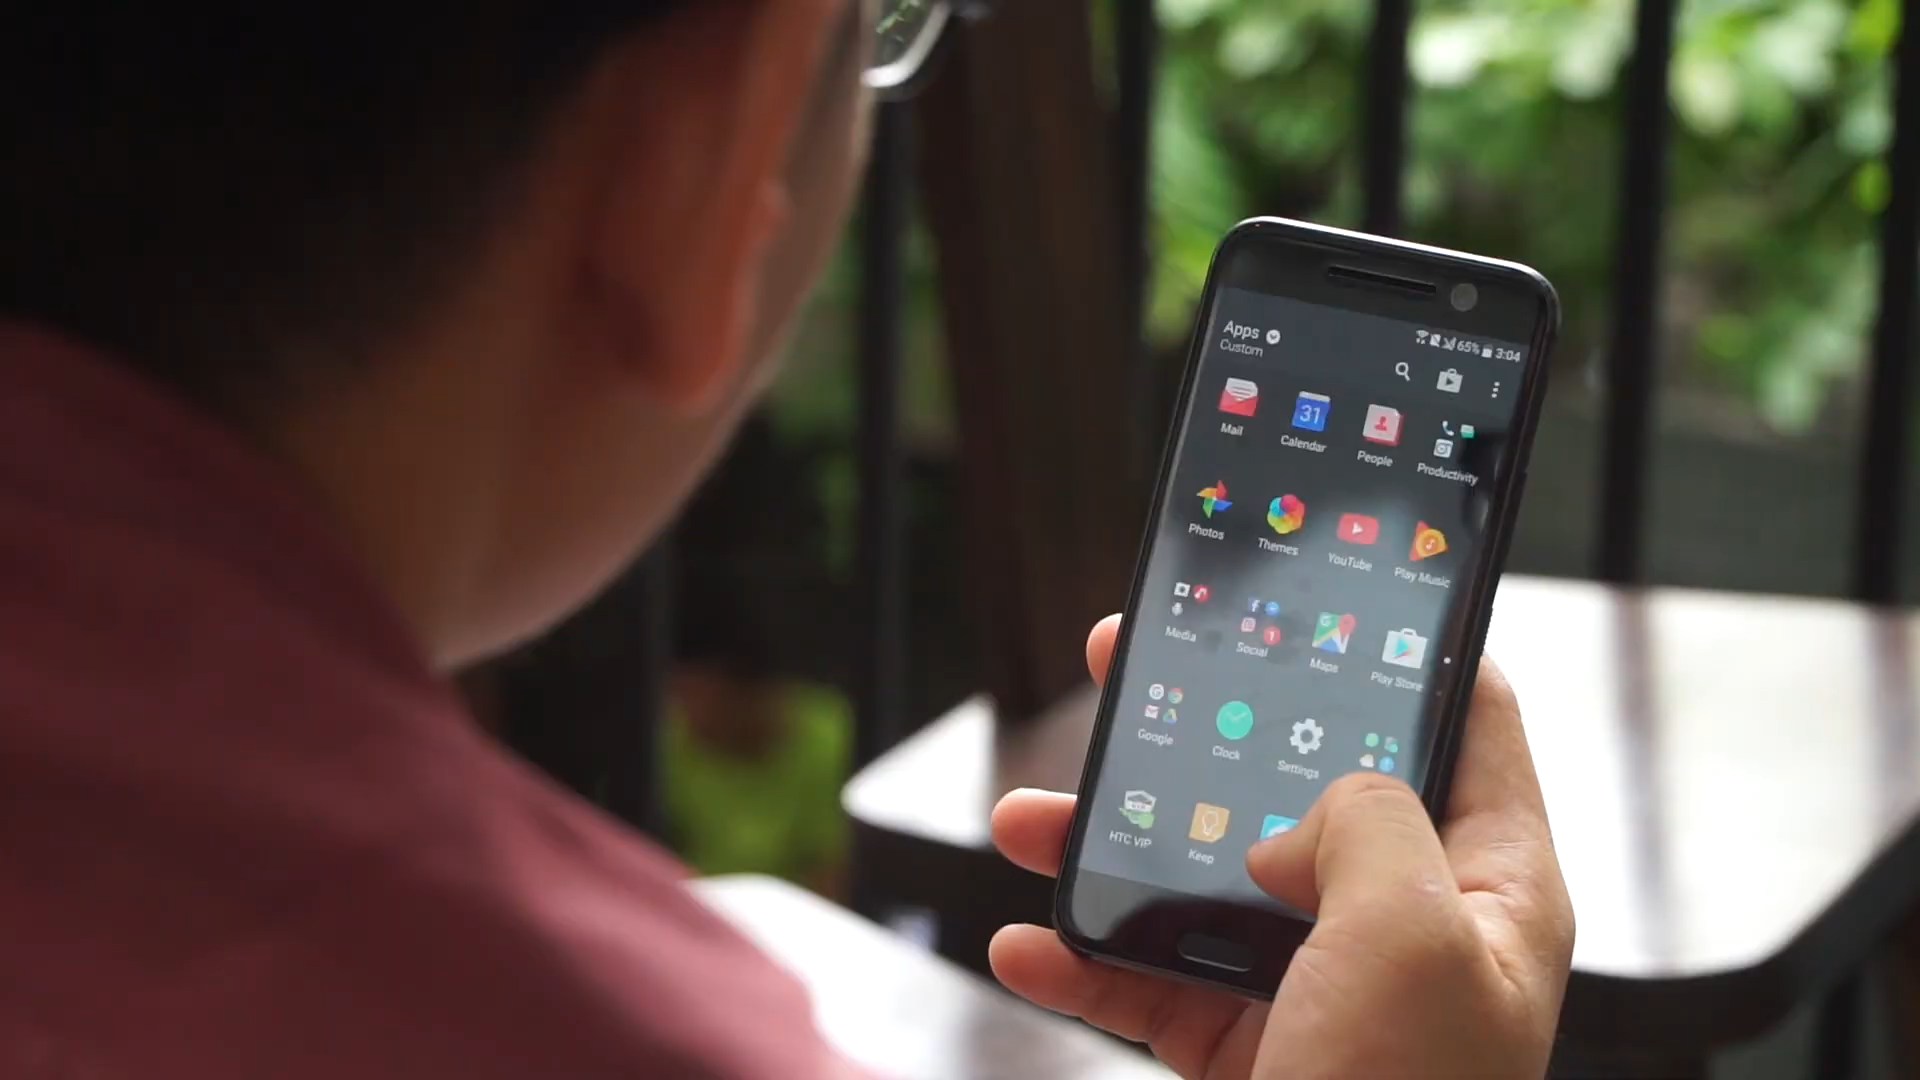 Apps
Custom
65% 3:04
Mail
31
Calendar
People
Productivity
Photos
Themes
YouTube
Play Music
Media
1
Social
Maps
Play Store
Google
Clock
Settings
HTC VIP
Keep